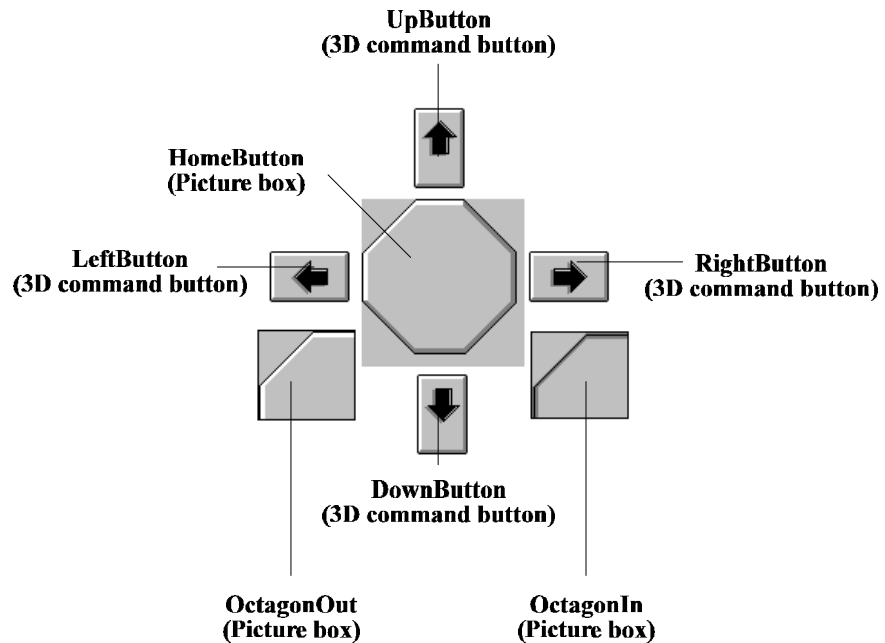 UpButton
(3D command button)
HomeButton
(Picture box)
LeftButton
(3D command button)
RightButton
(3D command button)
DownButton
(3D command button)
OctagonOut
(Picture box)
OctagonIn
(Picture box)